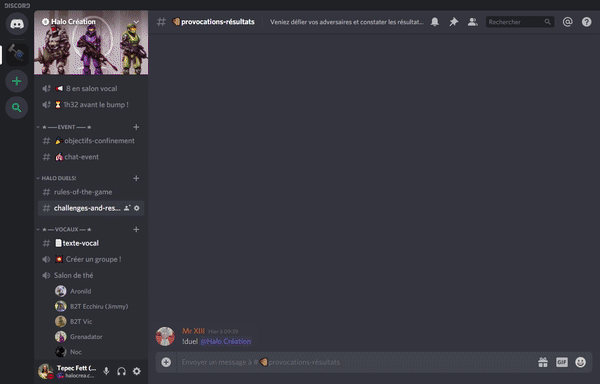 DISCORD
Halo Création
8 en salon vocal
1h32 avant le bump !
EVENT
objectifs-confinement
chat-event
HALO DUELS!
rules-of-the-game
challenges-and-res...
VOCAUX
texte-vocal
Créer un groupe !
Salon de thé
Aronild
B2T Ecchiru (Jimmy)
B2T Vic
Grenadator
Noc
Tepec Fett (...
halocrea.c...
provocations-résultats
Veniez défier vos adversaires et constater les résultat...
Rechercher
Mr XIII
!duel @Halo Création
Envoyer un message à #provocations-résultats
GIF